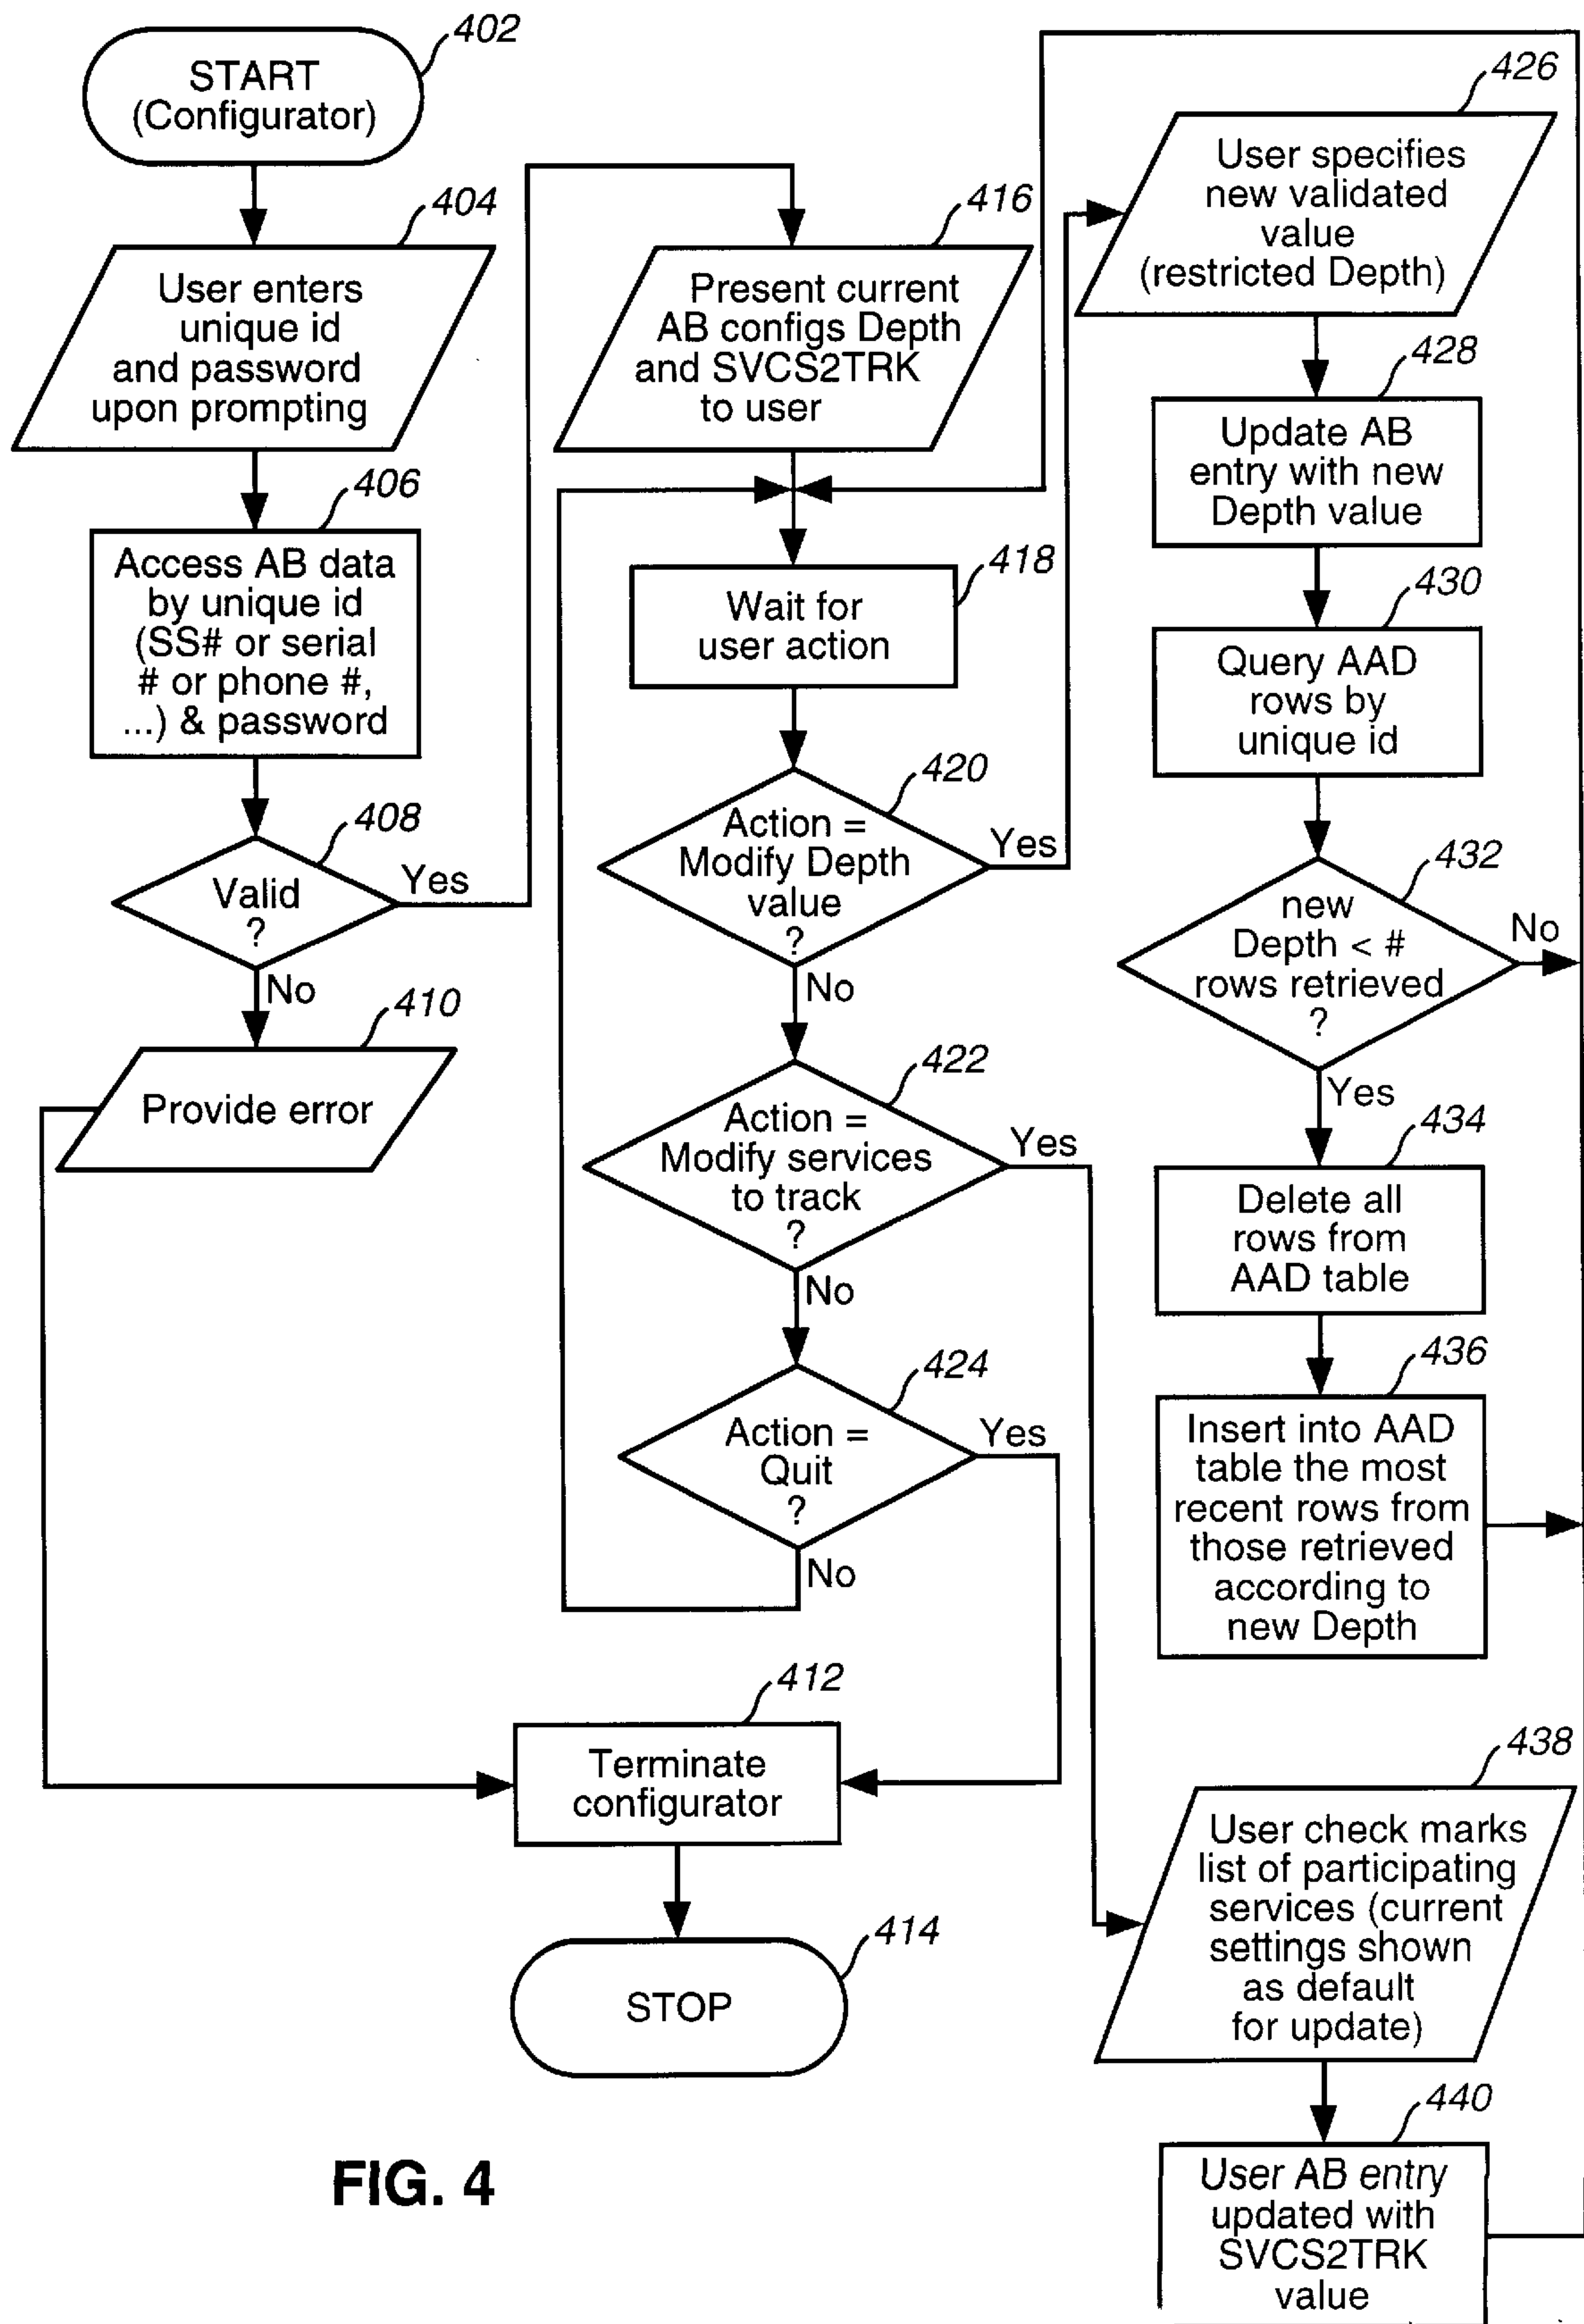 402
START
(Configurator)
404
User enters
unique id
and password
upon prompting
406
Access AB data
by unique id
(SS# or serial
# or phone #,
...) & password
408
Valid
?
Yes
No
410
Provide error
416
Present current
AB configs Depth
and SVCS2TRK
to user
418
Wait for
user action
420
Action =
Modify Depth
value
?
Yes
No
422
Action =
Modify services
to track
?
Yes
No
424
Action =
Quit
?
Yes
No
412
Terminate
configurator
414
STOP
426
User specifies
new validated
value
(restricted Depth)
428
Update AB
entry with new
Depth value
430
Query AAD
rows by
unique id
432
new
Depth < #
rows retrieved
?
No
Yes
434
Delete all
rows from
AAD table
436
Insert into AAD
table the most
recent rows from
those retrieved
according to
new Depth
438
User check marks
list of participating
services (current
settings shown
as default
for update)
440
User AB entry
updated with
SVCS2TRK
value
FIG. 4